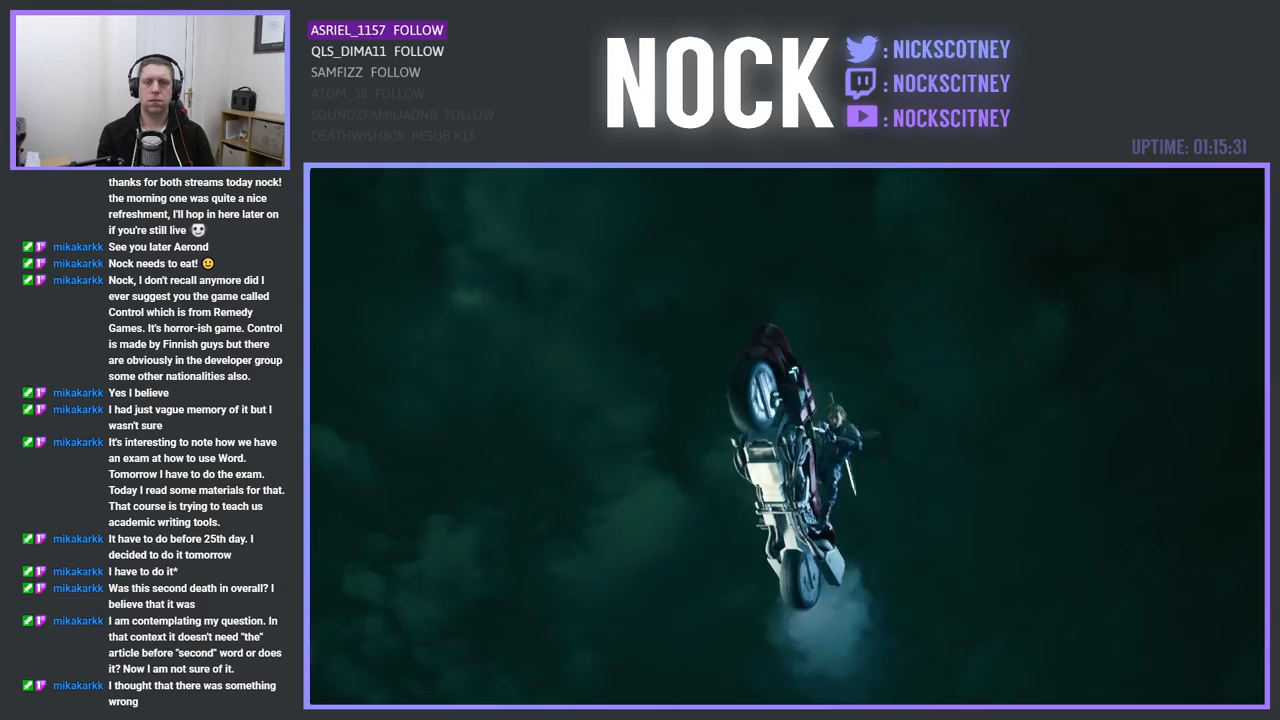 ASRIEL_1157 FOLLOW
QLS_DIMA11 FOLLOW
SAMFIZZ FOLLOW
ATOM_38 FOLLOW
SOUNDZFAMILIADNB FOLLOW
DEATHWISH808 RESUB X16
NOCK
: NICKSCOTNEY
: NOCKSCITNEY
: NOCKSCITNEY
UPTIME: 01:15:31
thanks for both streams today nock!
the morning one was quite a nice
refreshment, I'll hop in here later on
if you're still live
mikakarkk See you later Aerond
mikakarkk Nock needs to eat!
mikakarkk Nock, I don't recall anymore did I
ever suggest you the game called
Control which is from Remedy
Games. It's horror-ish game. Control
is made by Finnish guys but there
are obviously in the developer group
some other nationalities also.
mikakarkk Yes I believe
mikakarkk I had just vague memory of it but I
wasn't sure
mikakarkk It's interesting to note how we have
an exam at how to use Word.
Tomorrow I have to do the exam.
Today I read some materials for that.
That course is trying to teach us
academic writing tools.
mikakarkk It have to do before 25th day. I
decided to do it tomorrow
mikakarkk I have to do it*
mikakarkk Was this second death in overall? I
believe that it was
mikakarkk I am contemplating my question. In
that context it doesn't need "the"
article before "second" word or does
it? Now I am not sure of it.
mikakarkk I thought that there was something
wrong